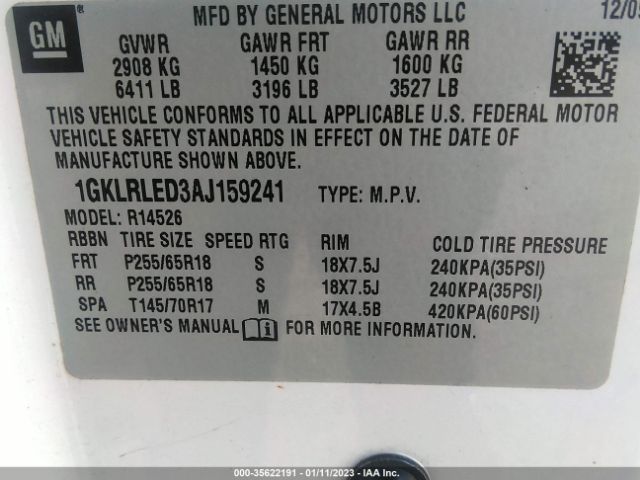 GM
MFD BY GENERAL MOTORS LLC 12/09
GVWR GAWR FRT GAWR RR
2908 KG 1450 KG 1600 KG
6411 LB 3196 LB 3527 LB
THIS VEHICLE CONFORMS TO ALL APPLICABLE U.S. FEDERAL MOTOR
VEHICLE SAFETY STANDARDS IN EFFECT ON THE DATE OF
MANUFACTURE SHOWN ABOVE.
1GKLRLED3AJ159241 TYPE: M.P.V.
MODEL: R14526
RBBN TIRE SIZE SPEED RTG RIM COLD TIRE PRESSURE
FRT P255/65R18 S 18X7.5J 240KPA(35PSI)
RR P255/65R18 S 18X7.5J 240KPA(35PSI)
SPA T145/70R17 M 17X4.5B 420KPA(60PSI)
SEE OWNER'S MANUAL i FOR MORE INFORMATION.
000-35622191 - 01/11/2023 - IAA Inc.